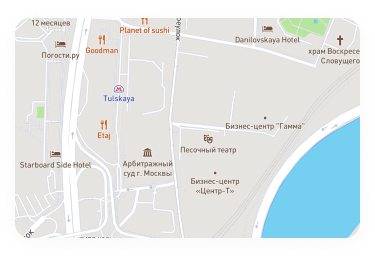 12 месяцев
Planet of sushi
Goodman
Погости.ру
Danilovskaya Hotel
храм Воскресе
Словущего
Tulskaya
Etaj
Бизнес-центр "Гамма"
Песочный театр
Starboard Side Hotel
Арбитражный
суд г. Москвы
Бизнес-центр
«Центр-Т»